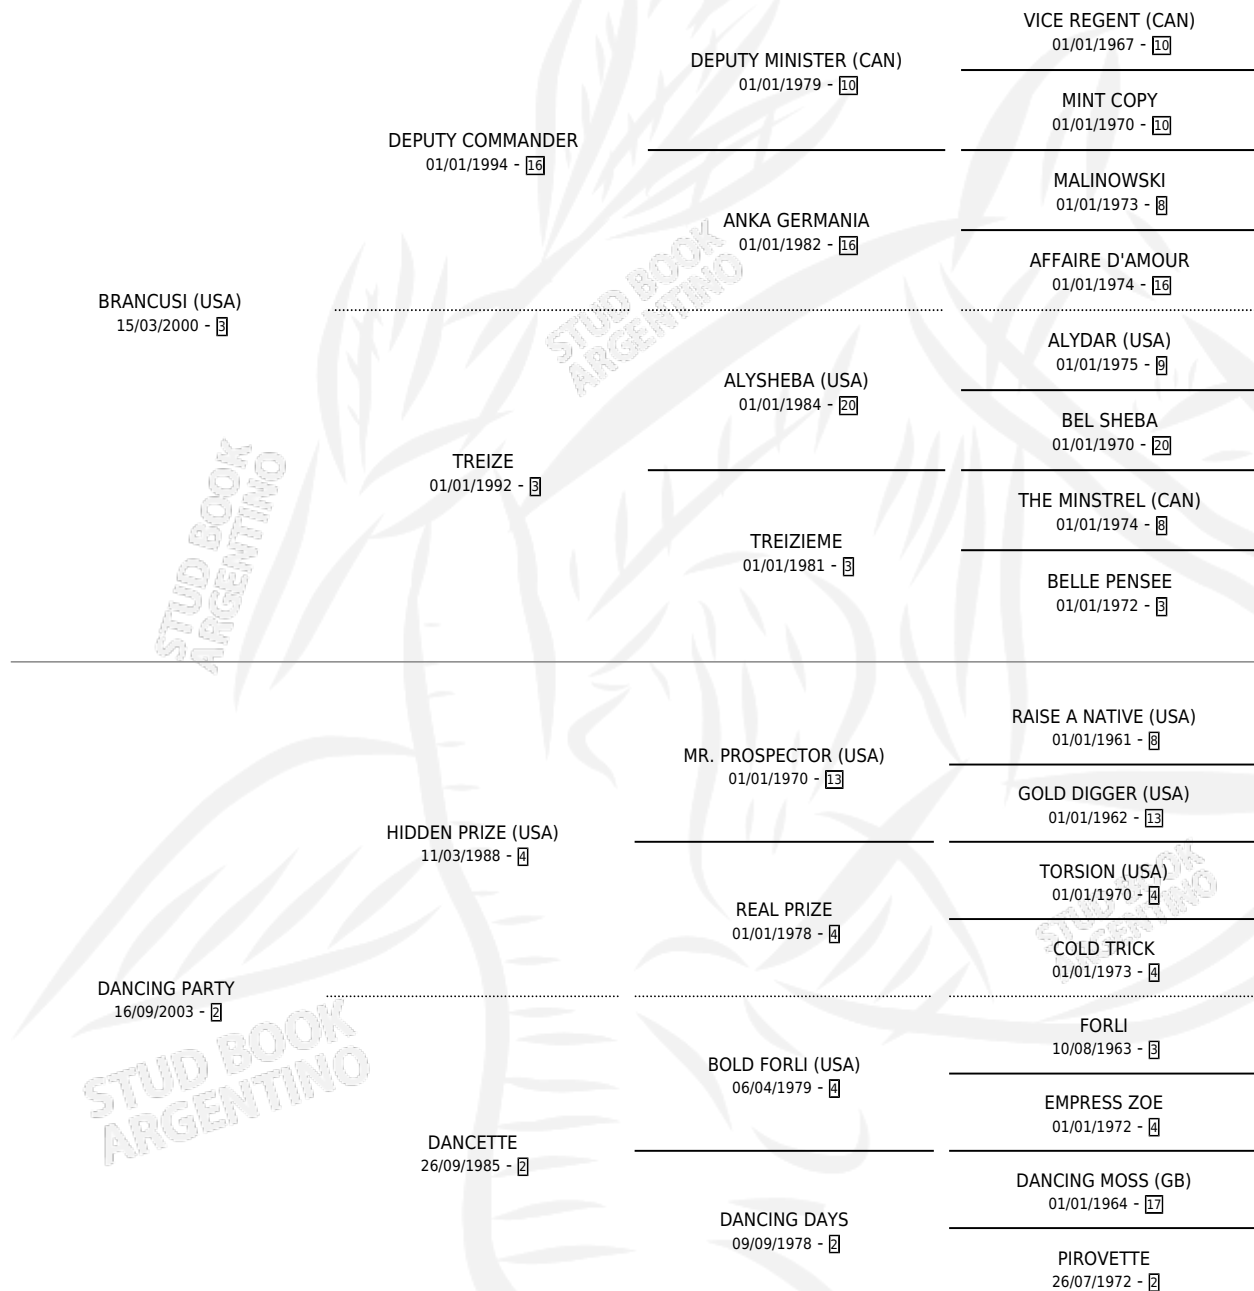 VICE REGENT (CAN)
01/01/1967 - 10
DEPUTY MINISTER (CAN)
01/01/1979 - 10
MINT COPY
01/01/1970 - 10
DEPUTY COMMANDER
01/01/1994 - 16
MALINOWSKI
01/01/1973 - 8
ANKA GERMANIA
01/01/1982 - 16
AFFAIRE D'AMOUR
01/01/1974 - 16
BRANCUSI (USA)
15/03/2000 - 3
STUD BOOK
ARGENTINO
ALYDAR (USA)
01/01/1975 - 9
ALYSHEBA (USA)
01/01/1984 - 20
BEL SHEBA
01/01/1970 - 20
TREIZE
01/01/1992 - 3
THE MINSTREL (CAN)
01/01/1974 - 8
TREIZIEME
01/01/1981 - 3
BELLE PENSEE
01/01/1972 - 3
STUD BOOK
ARGENTINO
RAISE A NATIVE (USA)
01/01/1961 - 8
MR. PROSPECTOR (USA)
01/01/1970 - 13
GOLD DIGGER (USA)
01/01/1962 - 13
HIDDEN PRIZE (USA)
11/03/1988 - 4
TORSION (USA)
01/01/1970 - 4
REAL PRIZE
01/01/1978 - 4
COLD TRICK
01/01/1973 - 4
STUD BOOK
ARGENTINO
DANCING PARTY
16/09/2003 - 2
FORLI
10/08/1963 - 3
BOLD FORLI (USA)
06/04/1979 - 4
EMPRESS ZOE
01/01/1972 - 4
STUD BOOK
ARGENTINO
DANCETTE
26/09/1985 - 2
DANCING MOSS (GB)
01/01/1964 - 17
DANCING DAYS
09/09/1978 - 2
PIROVETTE
26/07/1972 - 2